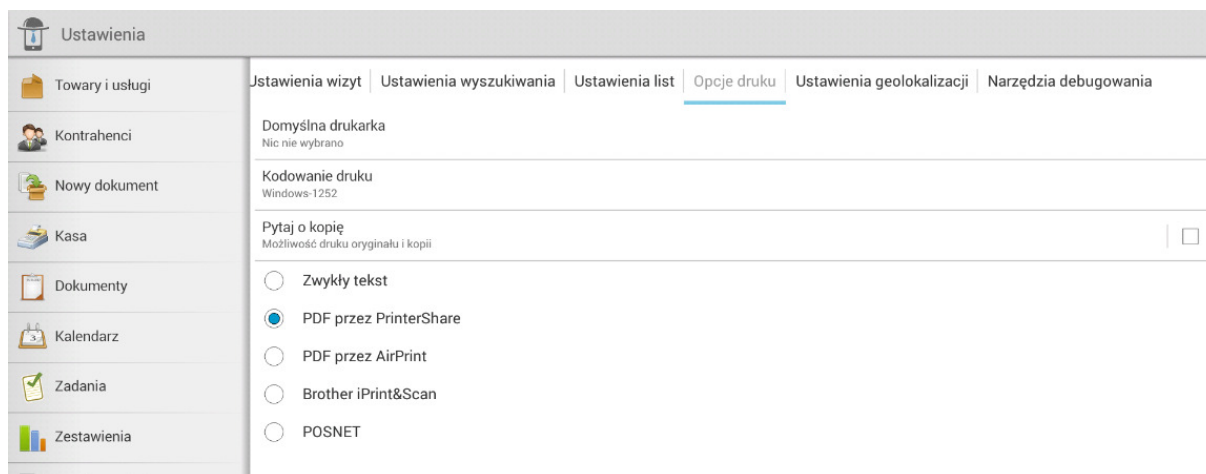 Ustawienia
Towary i usługi
Kontrahenci
Nowy dokument
Kasa
Dokumenty
Kalendarz
Zadania
Zestawienia
Ustawienia wizyt Ustawienia wyszukiwania Ustawienia list Opcje druku Ustawienia geolokalizacji Narzędzia debugowania
Domyślna drukarka
Nic nie wybrano
Kodowanie druku
Windows-1252
Pytaj o kopię
Możliwość druku oryginału i kopii
Zwykły tekst
PDF przez PrinterShare
PDF przez AirPrint
Brother iPrint&Scan
POSNET